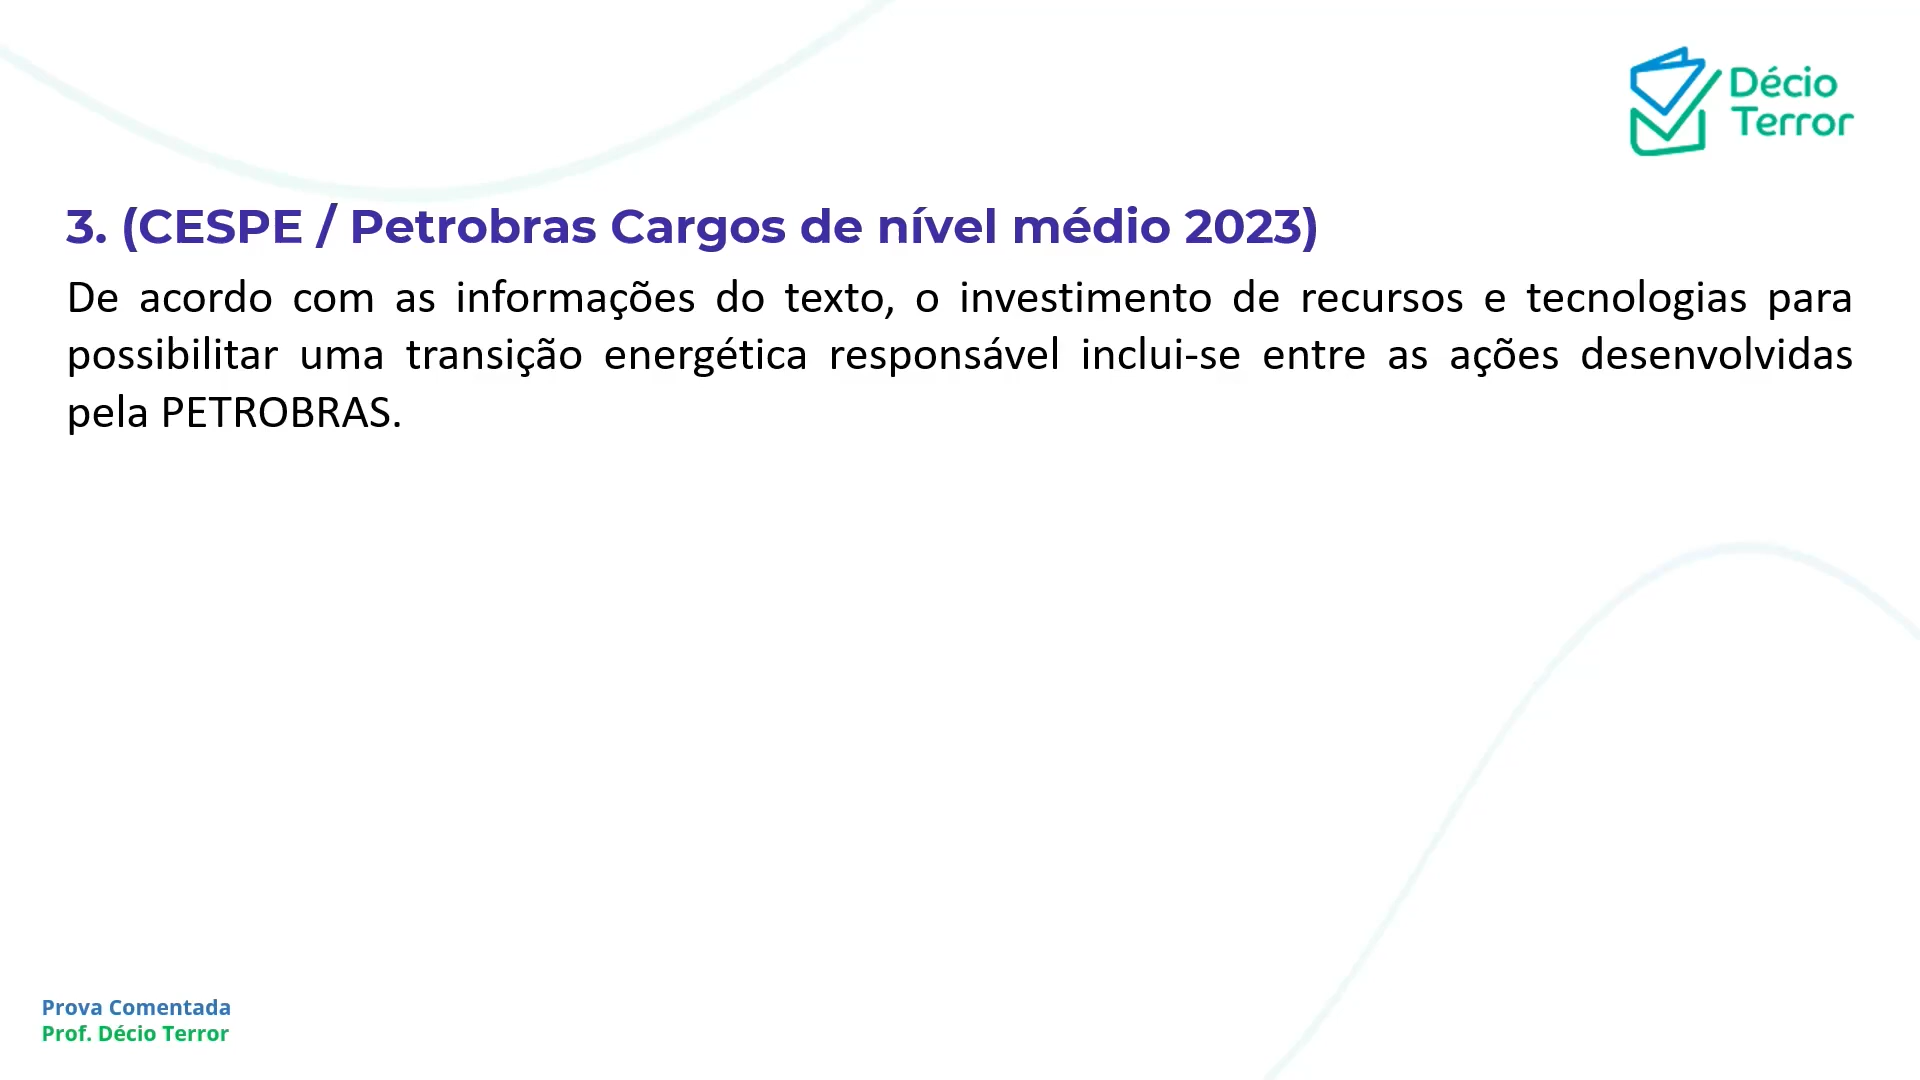 Décio
Terror
3. (CESPE / Petrobras Cargos de nível médio 2023)
De acordo com as informações do texto, o investimento de recursos e tecnologias para
possibilitar uma transição energética responsável inclui-se entre as ações desenvolvidas
pela PETROBRAS.
Prova Comentada
Prof. Décio Terror